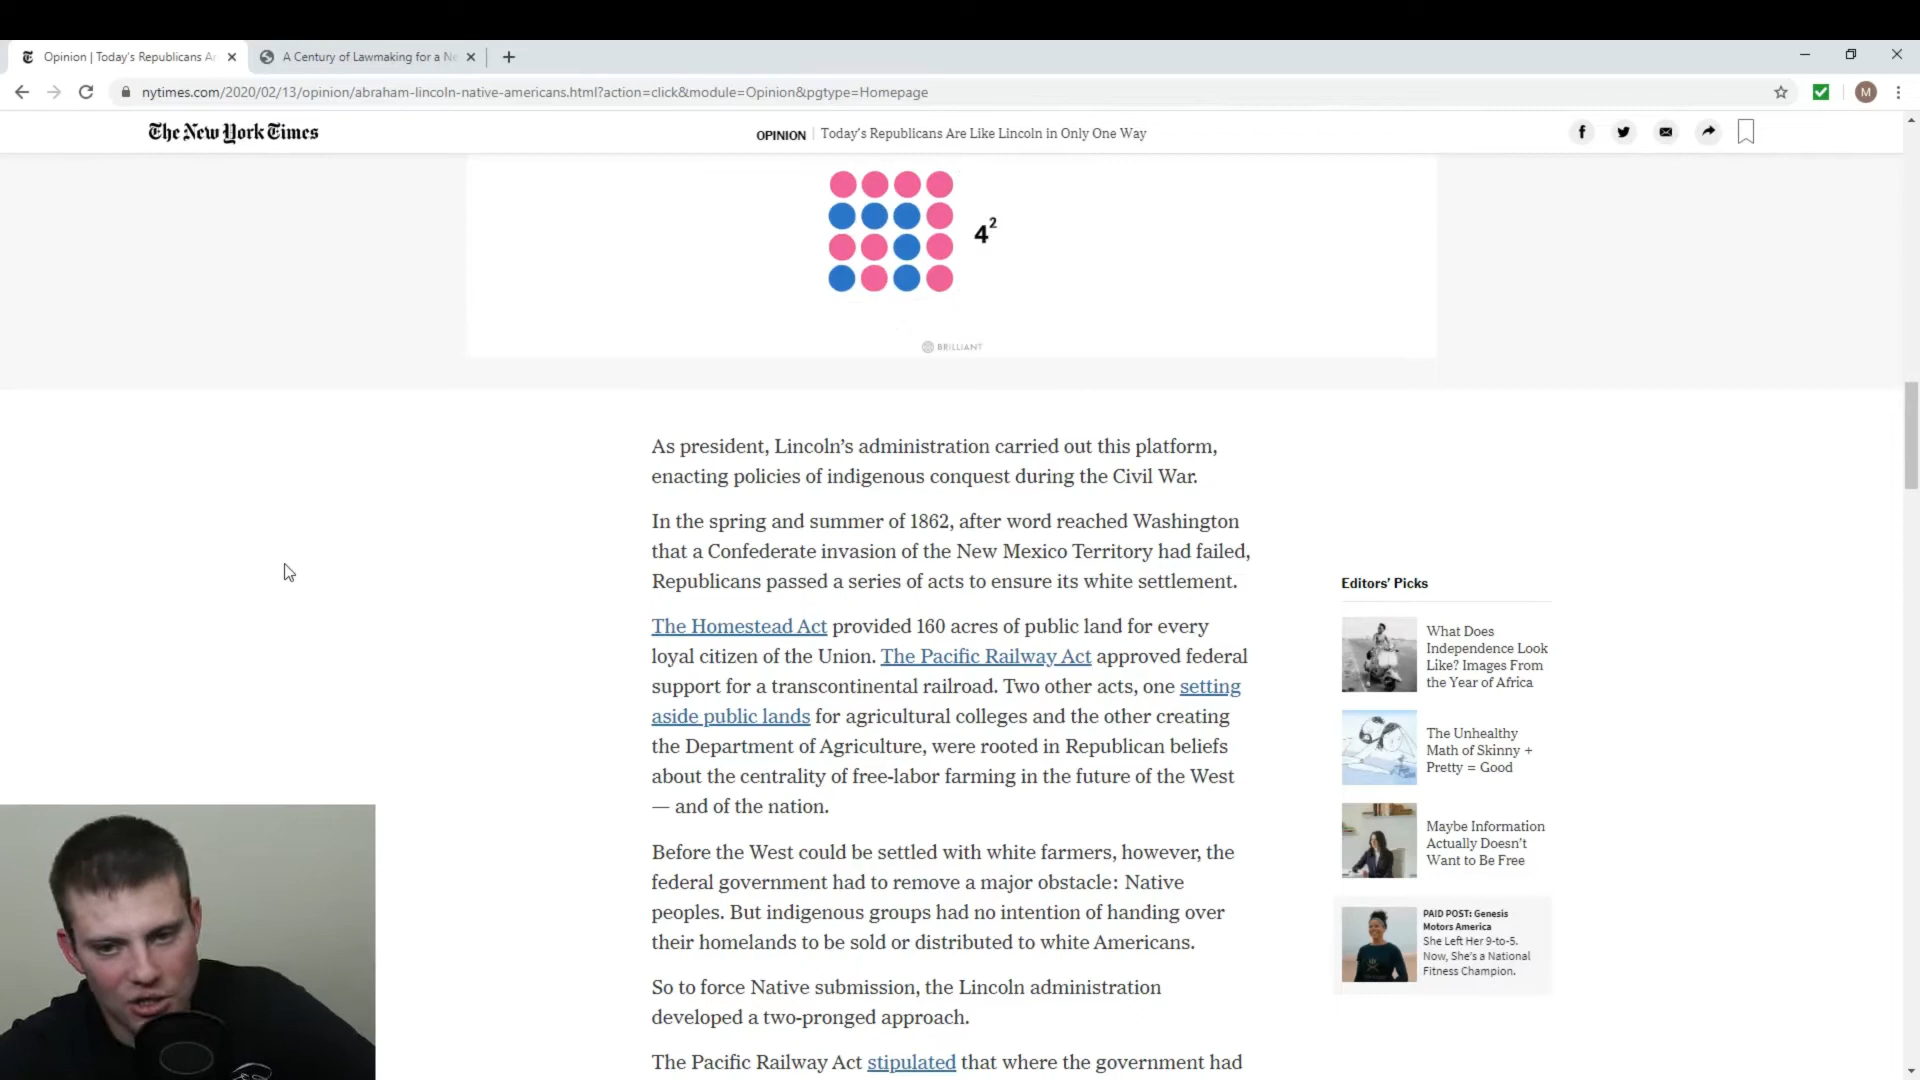 Opinion | Today's Republicans Ar
A Century of Lawmaking for a Ne
nytimes.com/2020/02/13/opinion/abraham-lincoln-native-americans.html?action=click&module=Opinion&pgtype=Homepage
M
The New York Times
OPINION | Today's Republicans Are Like Lincoln in Only One Way
4²
BRILLIANT
As president, Lincoln's administration carried out this platform,
enacting policies of indigenous conquest during the Civil War.
In the spring and summer of 1862, after word reached Washington
that a Confederate invasion of the New Mexico Territory had failed,
Republicans passed a series of acts to ensure its white settlement.
The Homestead Act provided 160 acres of public land for every
loyal citizen of the Union. The Pacific Railway Act approved federal
support for a transcontinental railroad. Two other acts, one setting
aside public lands for agricultural colleges and the other creating
the Department of Agriculture, were rooted in Republican beliefs
about the centrality of free-labor farming in the future of the West
— and of the nation.
Before the West could be settled with white farmers, however, the
federal government had to remove a major obstacle: Native
peoples. But indigenous groups had no intention of handing over
their homelands to be sold or distributed to white Americans.
So to force Native submission, the Lincoln administration
developed a two-pronged approach.
The Pacific Railway Act stipulated that where the government had
Editors' Picks
What Does
Independence Look
Like? Images From
the Year of Africa
The Unhealthy
Math of Skinny +
Pretty = Good
Maybe Information
Actually Doesn't
Want to Be Free
PAID POST: Genesis
Motors America
She Left Her 9-to-5.
Now, She's a National
Fitness Champion.